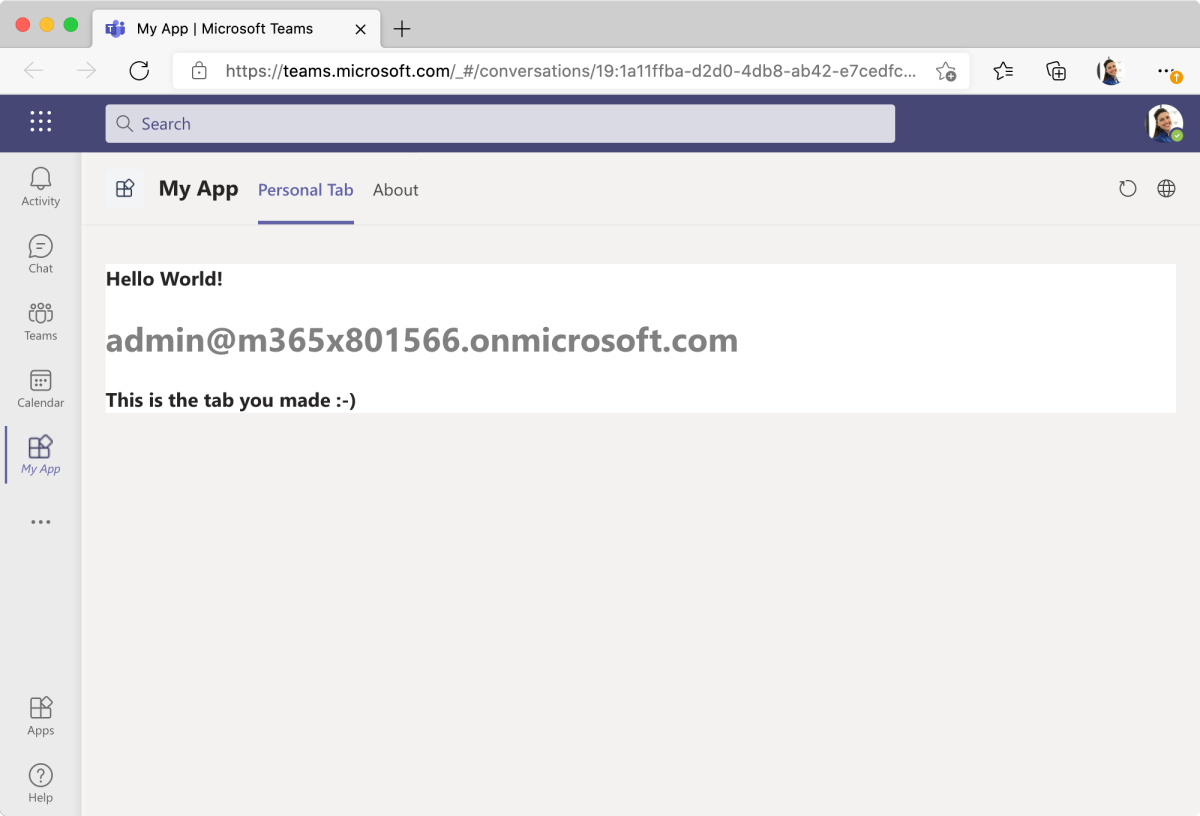 My App | Microsoft Teams
https://teams.microsoft.com/_#/conversations/19:1a11ffba-d2d0-4db8-ab42-e7cedfc...
Search
Activity
Chat
Teams
Calendar
My App
Apps
Help
My App Personal Tab About
Hello World!
admin@m365x801566.onmicrosoft.com
This is the tab you made :-)